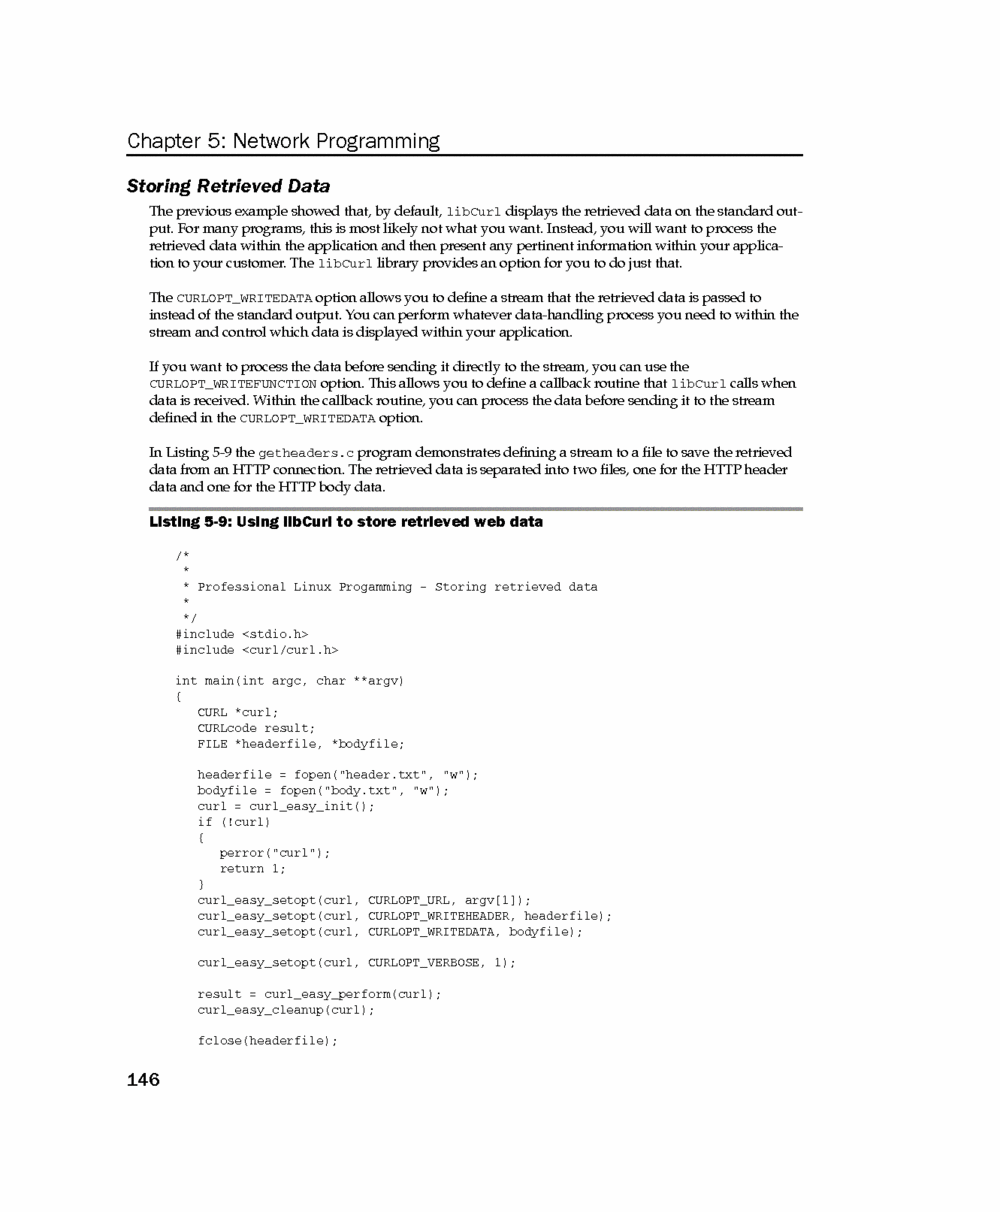 Chapter 5: Network Programming
Storing Retrieved Data
The previous example showed that, by default, libCurl displays the retrieved data on the standard out-
put. For many programs, this is most likely not what you want. Instead, you will want to process the
retrieved data within the application and then present any pertinent information within your applica-
tion to your customer. The libCurl library provides an option for you to do just that.
The CURLOPT_WRITEDATA option allows you to define a stream that the retrieved data is passed to
instead of the standard output. You can perform whatever data-handling process you need to within the
stream and control which data is displayed within your application.
If you want to process the data before sending it directly to the stream, you can use the
CURLOPT_WRITEFUNCTION option. This allows you to define a callback routine that libCurl calls when
data is received. Within the callback routine, you can process the data before sending it to the stream
defined in the CURLOPT_WRITEDATA option.
In Listing 5-9 the getheaders.c program demonstrates defining a stream to a file to save the retrieved
data from an HTTP connection. The retrieved data is separated into two files, one for the HTTP header
data and one for the HTTP body data.
Listing 5-9: Using libCurl to store retrieved web data
/*
 *
 * Professional Linux Progamming - Storing retrieved data
 *
 */
#include <stdio.h>
#include <curl/curl.h>
int main(int argc, char **argv)
{
   CURL *curl;
   CURLcode result;
   FILE *headerfile, *bodyfile;
   headerfile = fopen("header.txt", "w");
   bodyfile = fopen("body.txt", "w");
   curl = curl_easy_init();
   if (!curl)
   {
      perror("curl");
      return 1;
   }
   curl_easy_setopt(curl, CURLOPT_URL, argv[1]);
   curl_easy_setopt(curl, CURLOPT_WRITEHEADER, headerfile);
   curl_easy_setopt(curl, CURLOPT_WRITEDATA, bodyfile);
   curl_easy_setopt(curl, CURLOPT_VERBOSE, 1);
   result = curl_easy_perform(curl);
   curl_easy_cleanup(curl);
   fclose(headerfile);
146